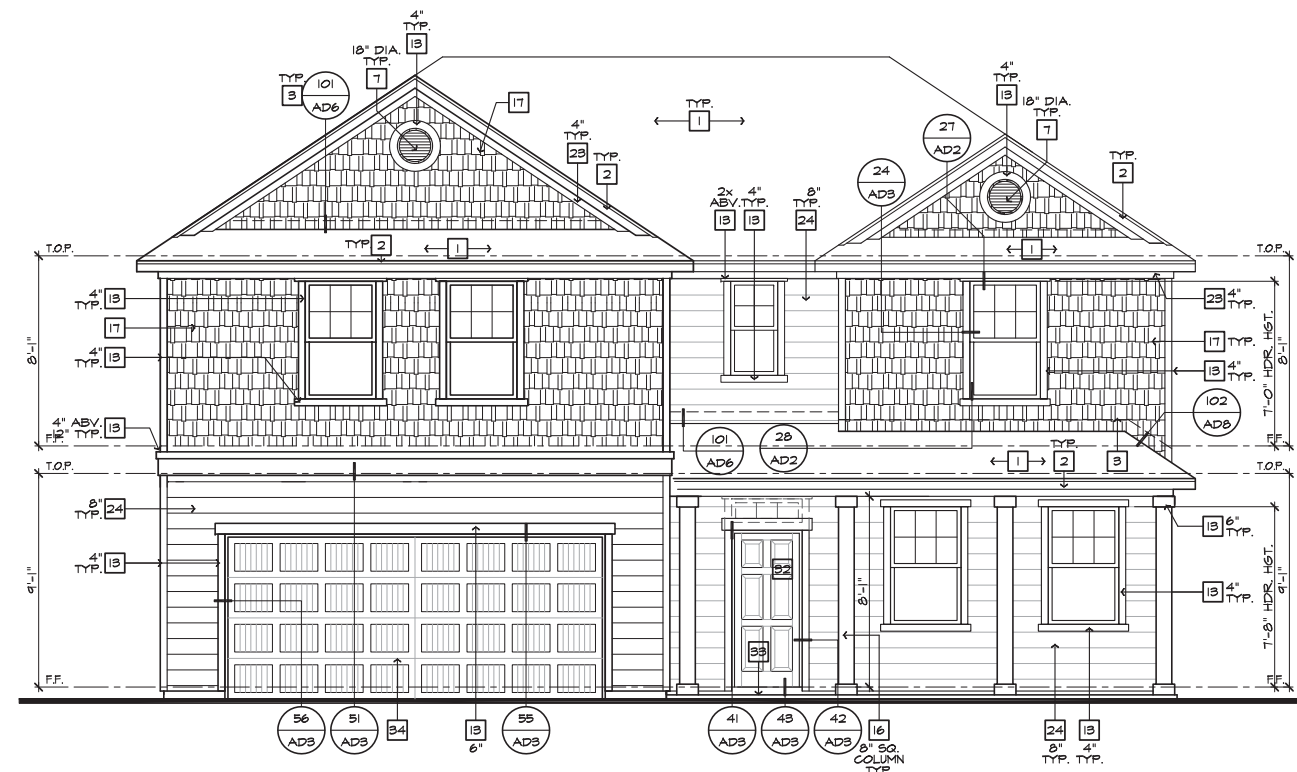 4"
TYP.
13
18" DIA.
TYP.
7
TYP.
3
101
AD6
17
4"
TYP.
23
2
TYP.
TYP.
1
27
AD2
24
AD3
4"
TYP.
13
18" DIA.
TYP.
7
TYP.
2
2x
ABV.
13
4"
TYP.
13
8"
TYP.
24
T.O.P.
TYP. 2
1
1
T.O.P.
4"
TYP. 13
17
4"
TYP. 13
8'-1"
4" ABV.
TYP. 13
F.F.
23 4"
TYP.
17 TYP.
13 4"
TYP.
7'-0" HDR. HGT.
8'-1"
102
AD8
F.F.
101
AD6
28
AD2
1
TYP.
2
3
T.O.P.
T.O.P.
8"
TYP. 24
4"
TYP. 13
9'-1"
F.F.
32
33
8'-1"
13 6"
TYP.
13 4"
TYP.
7'-8" HDR. HGT.
9'-1"
F.F.
56
AD3
51
AD3
34
13
6"
55
AD3
41
AD3
43
AD3
42
AD3
16
8" SQ.
COLUMN
TYP.
24
8"
TYP.
13
4"
TYP.